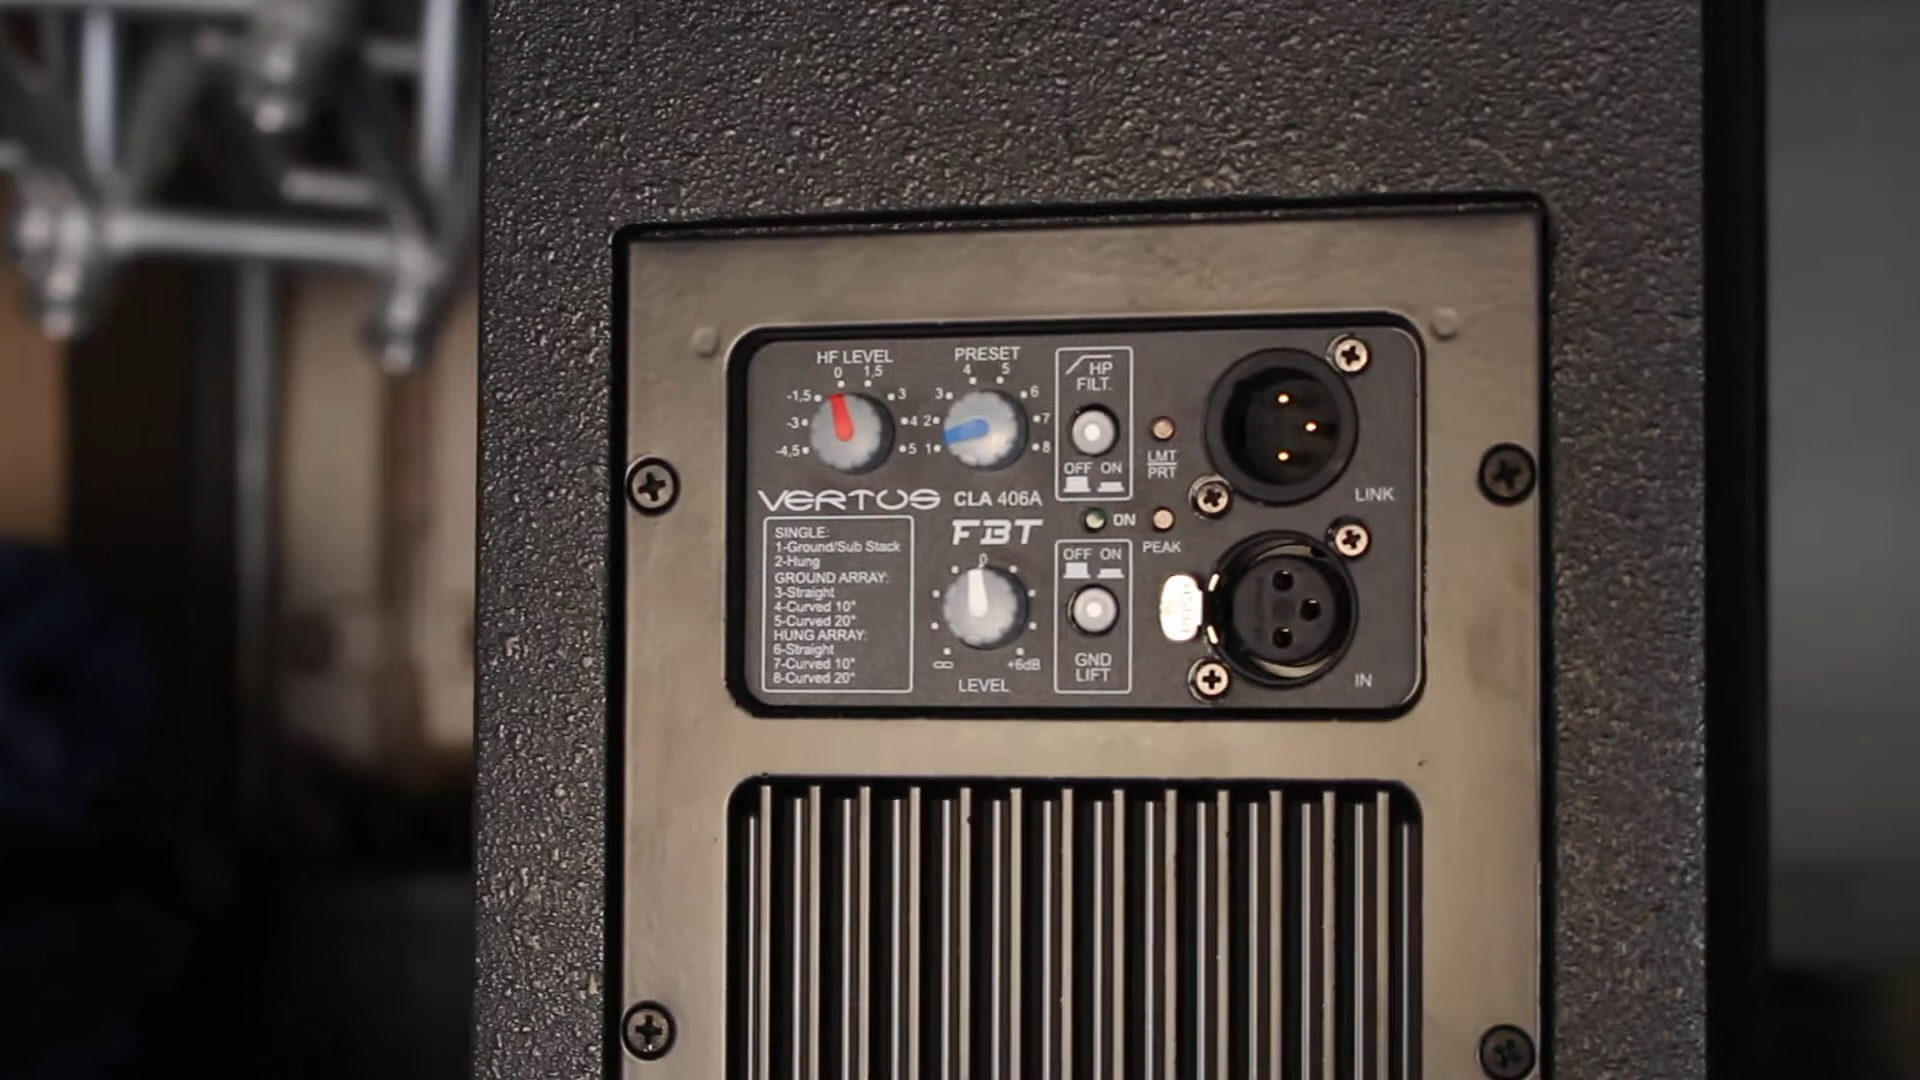 HF LEVEL
0 1,5
-1,5 3
-3 4
-4,5 5
PRESET
4 5
3 6
2 7
1 8
HP
FILT.
OFF ON
LMT
PRT
LINK
VERTUS CLA 406A
FBT
ON
PEAK
SINGLE:
1-Ground/Sub Stack
2-Hung
GROUND ARRAY:
3-Straight
4-Curved 10°
5-Curved 20°
HUNG ARRAY:
6-Straight
7-Curved 10°
8-Curved 20°
0
∞ +6dB
LEVEL
OFF ON
GND
LIFT
IN